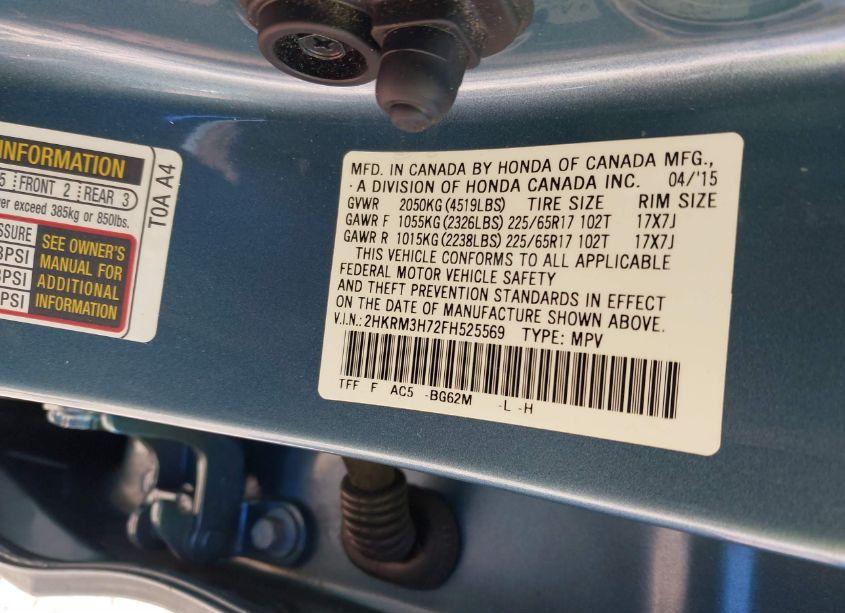 INFORMATION
5 FRONT 2 REAR 3
ver exceed 385kg or 850lbs.
SSURE
PSI
PSI
PSI
SEE OWNER'S
MANUAL FOR
ADDITIONAL
INFORMATION
T0A A4
MFD. IN CANADA BY HONDA OF CANADA MFG.,
A DIVISION OF HONDA CANADA INC. 04/'15
GVWR 2050KG (4519LBS) TIRE SIZE RIM SIZE
GAWR F 1055KG (2326LBS) 225/65R17 102T 17X7J
GAWR R 1015KG (2238LBS) 225/65R17 102T 17X7J
THIS VEHICLE CONFORMS TO ALL APPLICABLE
FEDERAL MOTOR VEHICLE SAFETY
AND THEFT PREVENTION STANDARDS IN EFFECT
ON THE DATE OF MANUFACTURE SHOWN ABOVE.
V.I.N.: 2HKRM3H72FH525569 TYPE: MPV
TFF F AC5 -BG62M -L -H